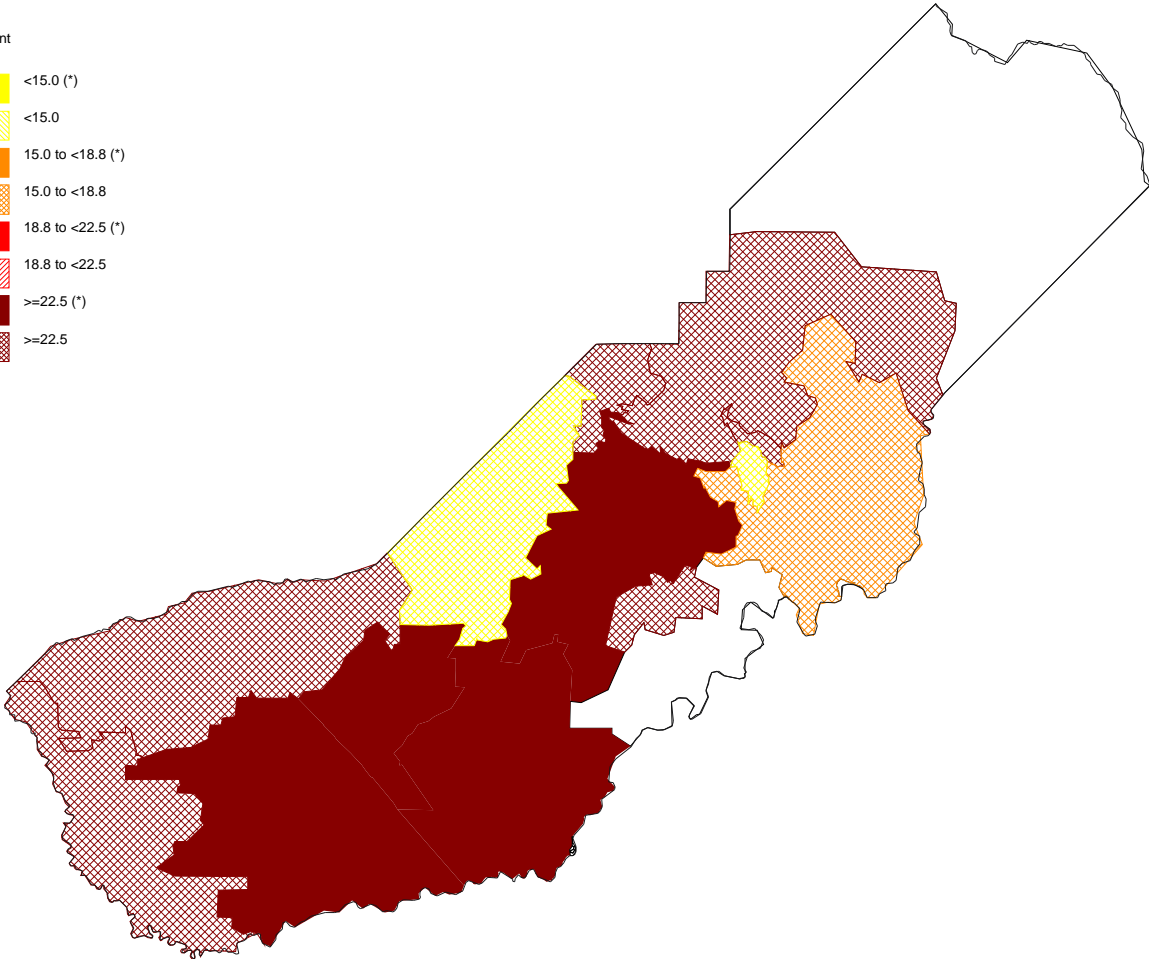 nt
<15.0 (*)
<15.0
15.0 to <18.8 (*)
15.0 to <18.8
18.8 to <22.5 (*)
18.8 to <22.5
>=22.5 (*)
>=22.5